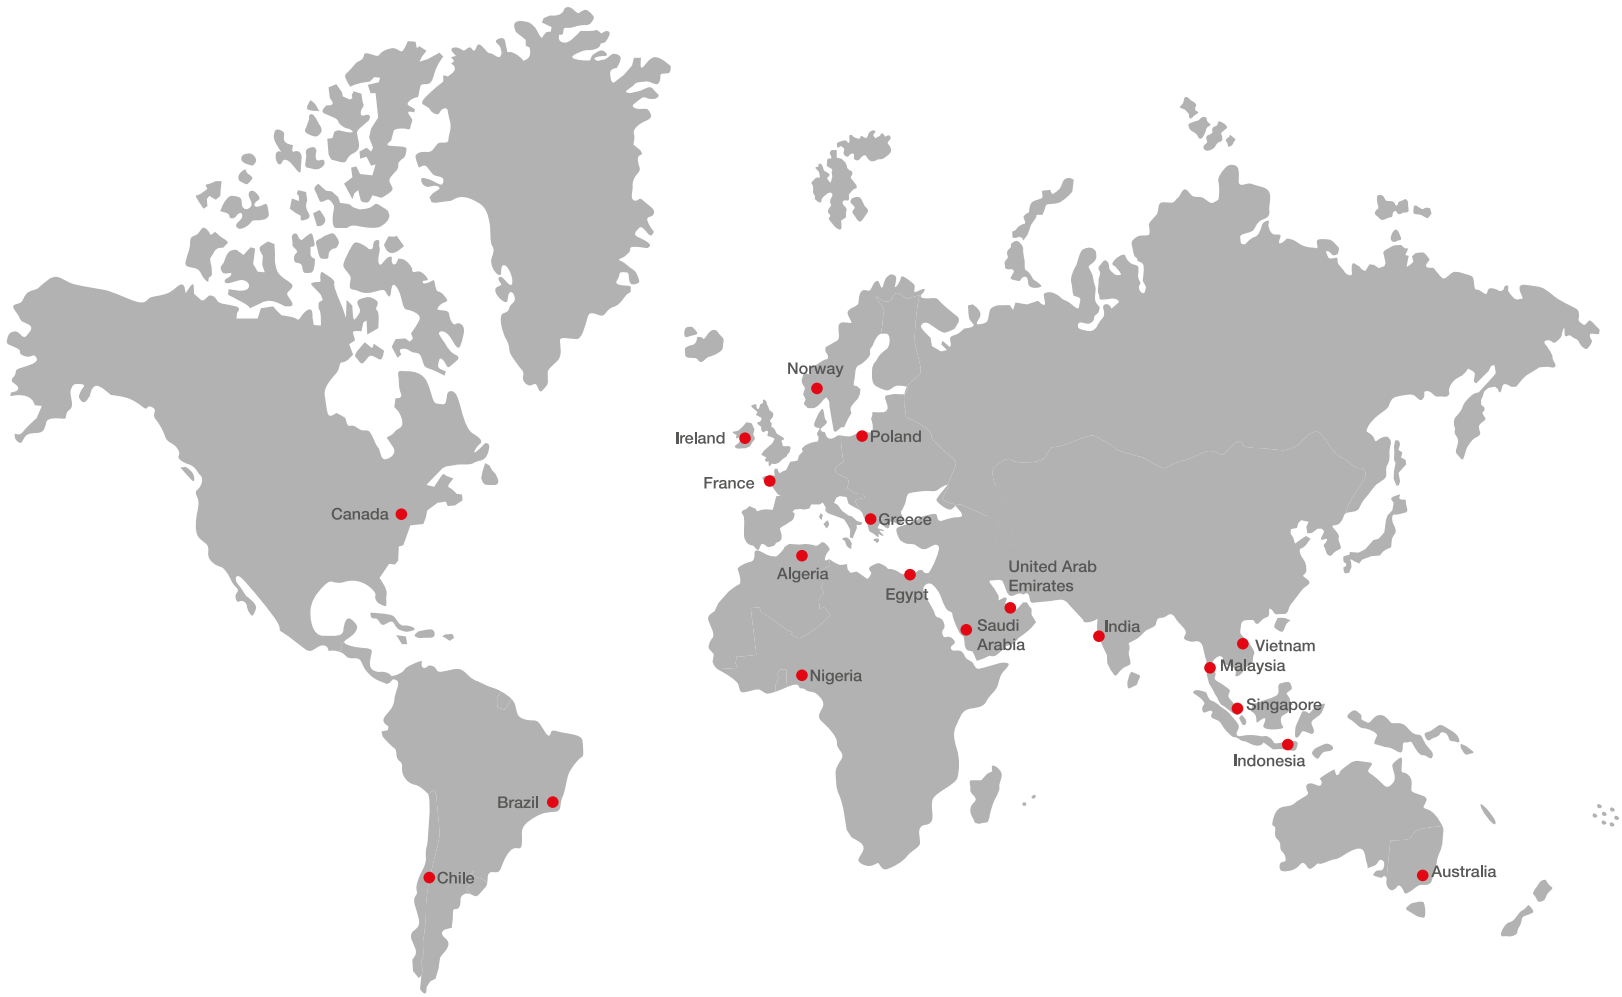 Norway
Ireland
Poland
France
Canada
Greece
Algeria
Egypt
United Arab
Emirates
Saudi
Arabia
India
Vietnam
Malaysia
Nigeria
Singapore
Indonesia
Brazil
Chile
Australia